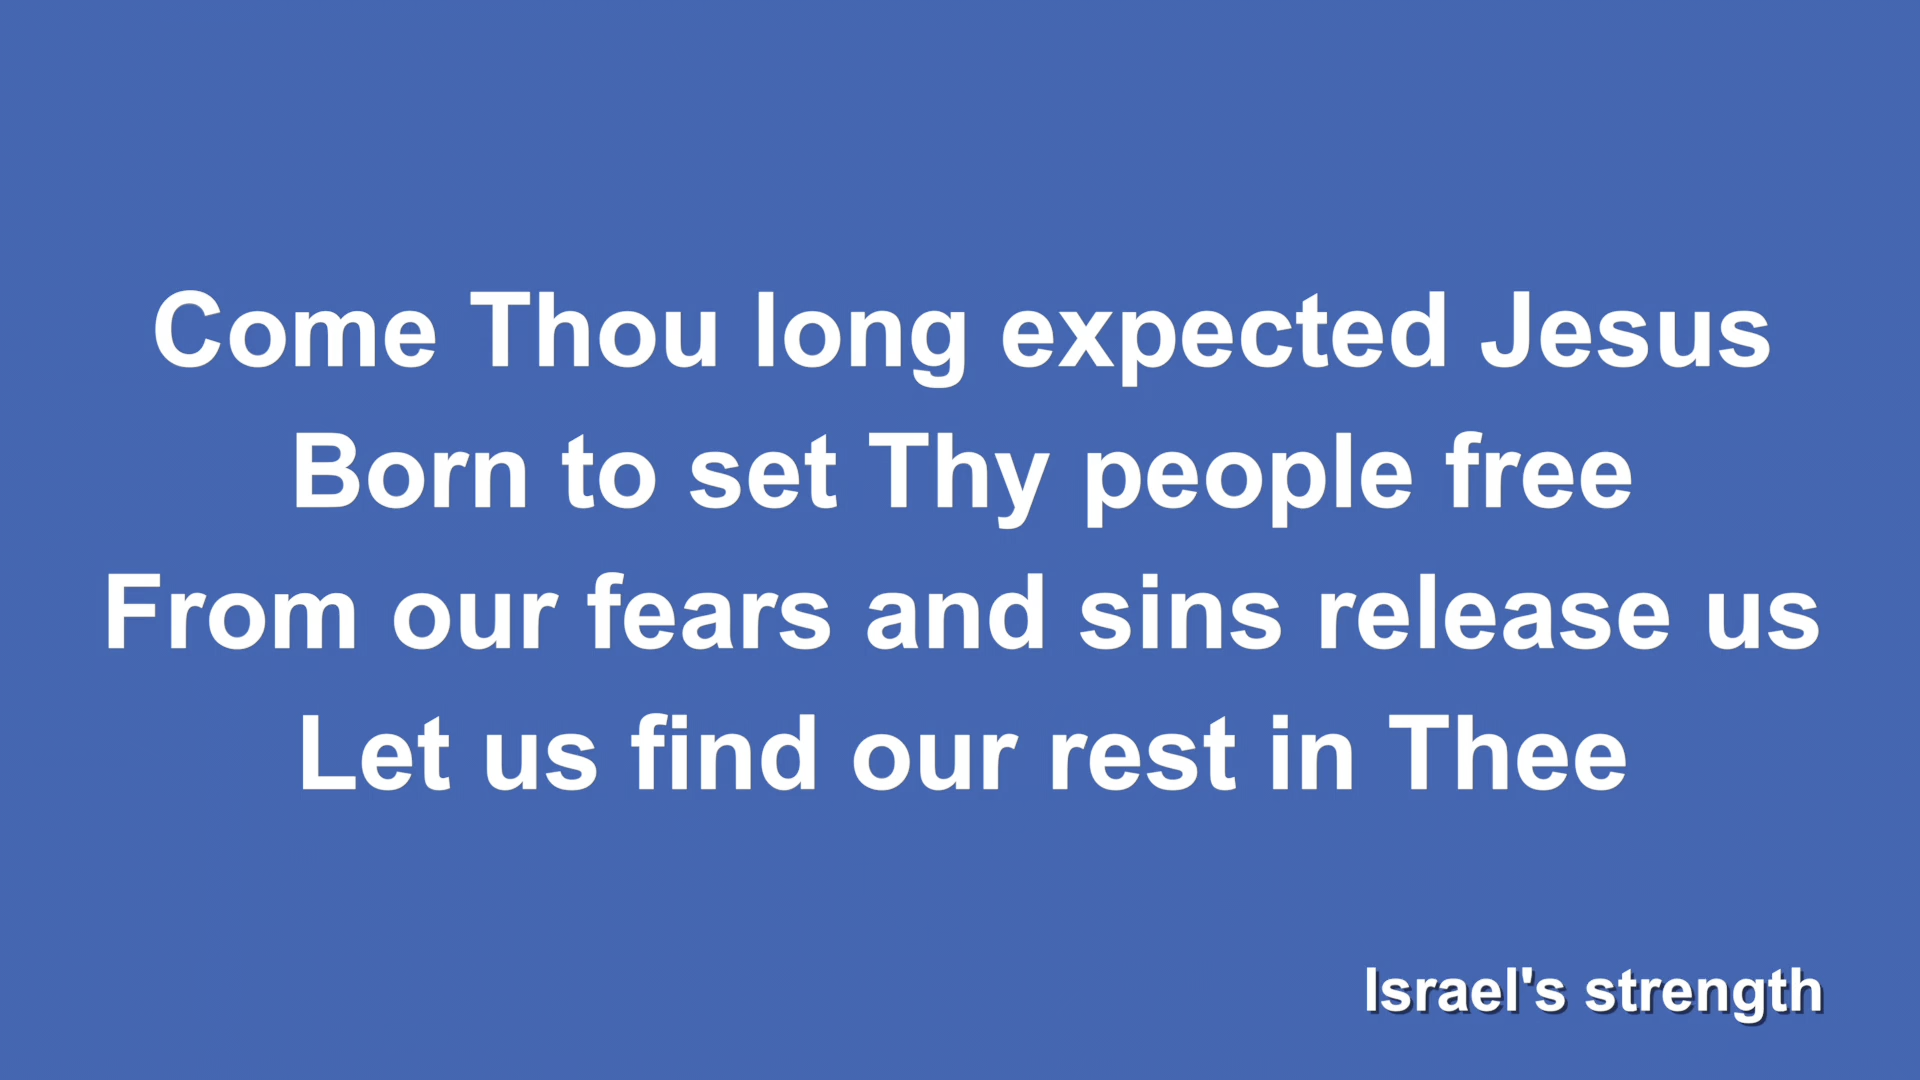 Come Thou long expected Jesus
Born to set Thy people free
From our fears and sins release us
Let us find our rest in Thee
Israel's strength